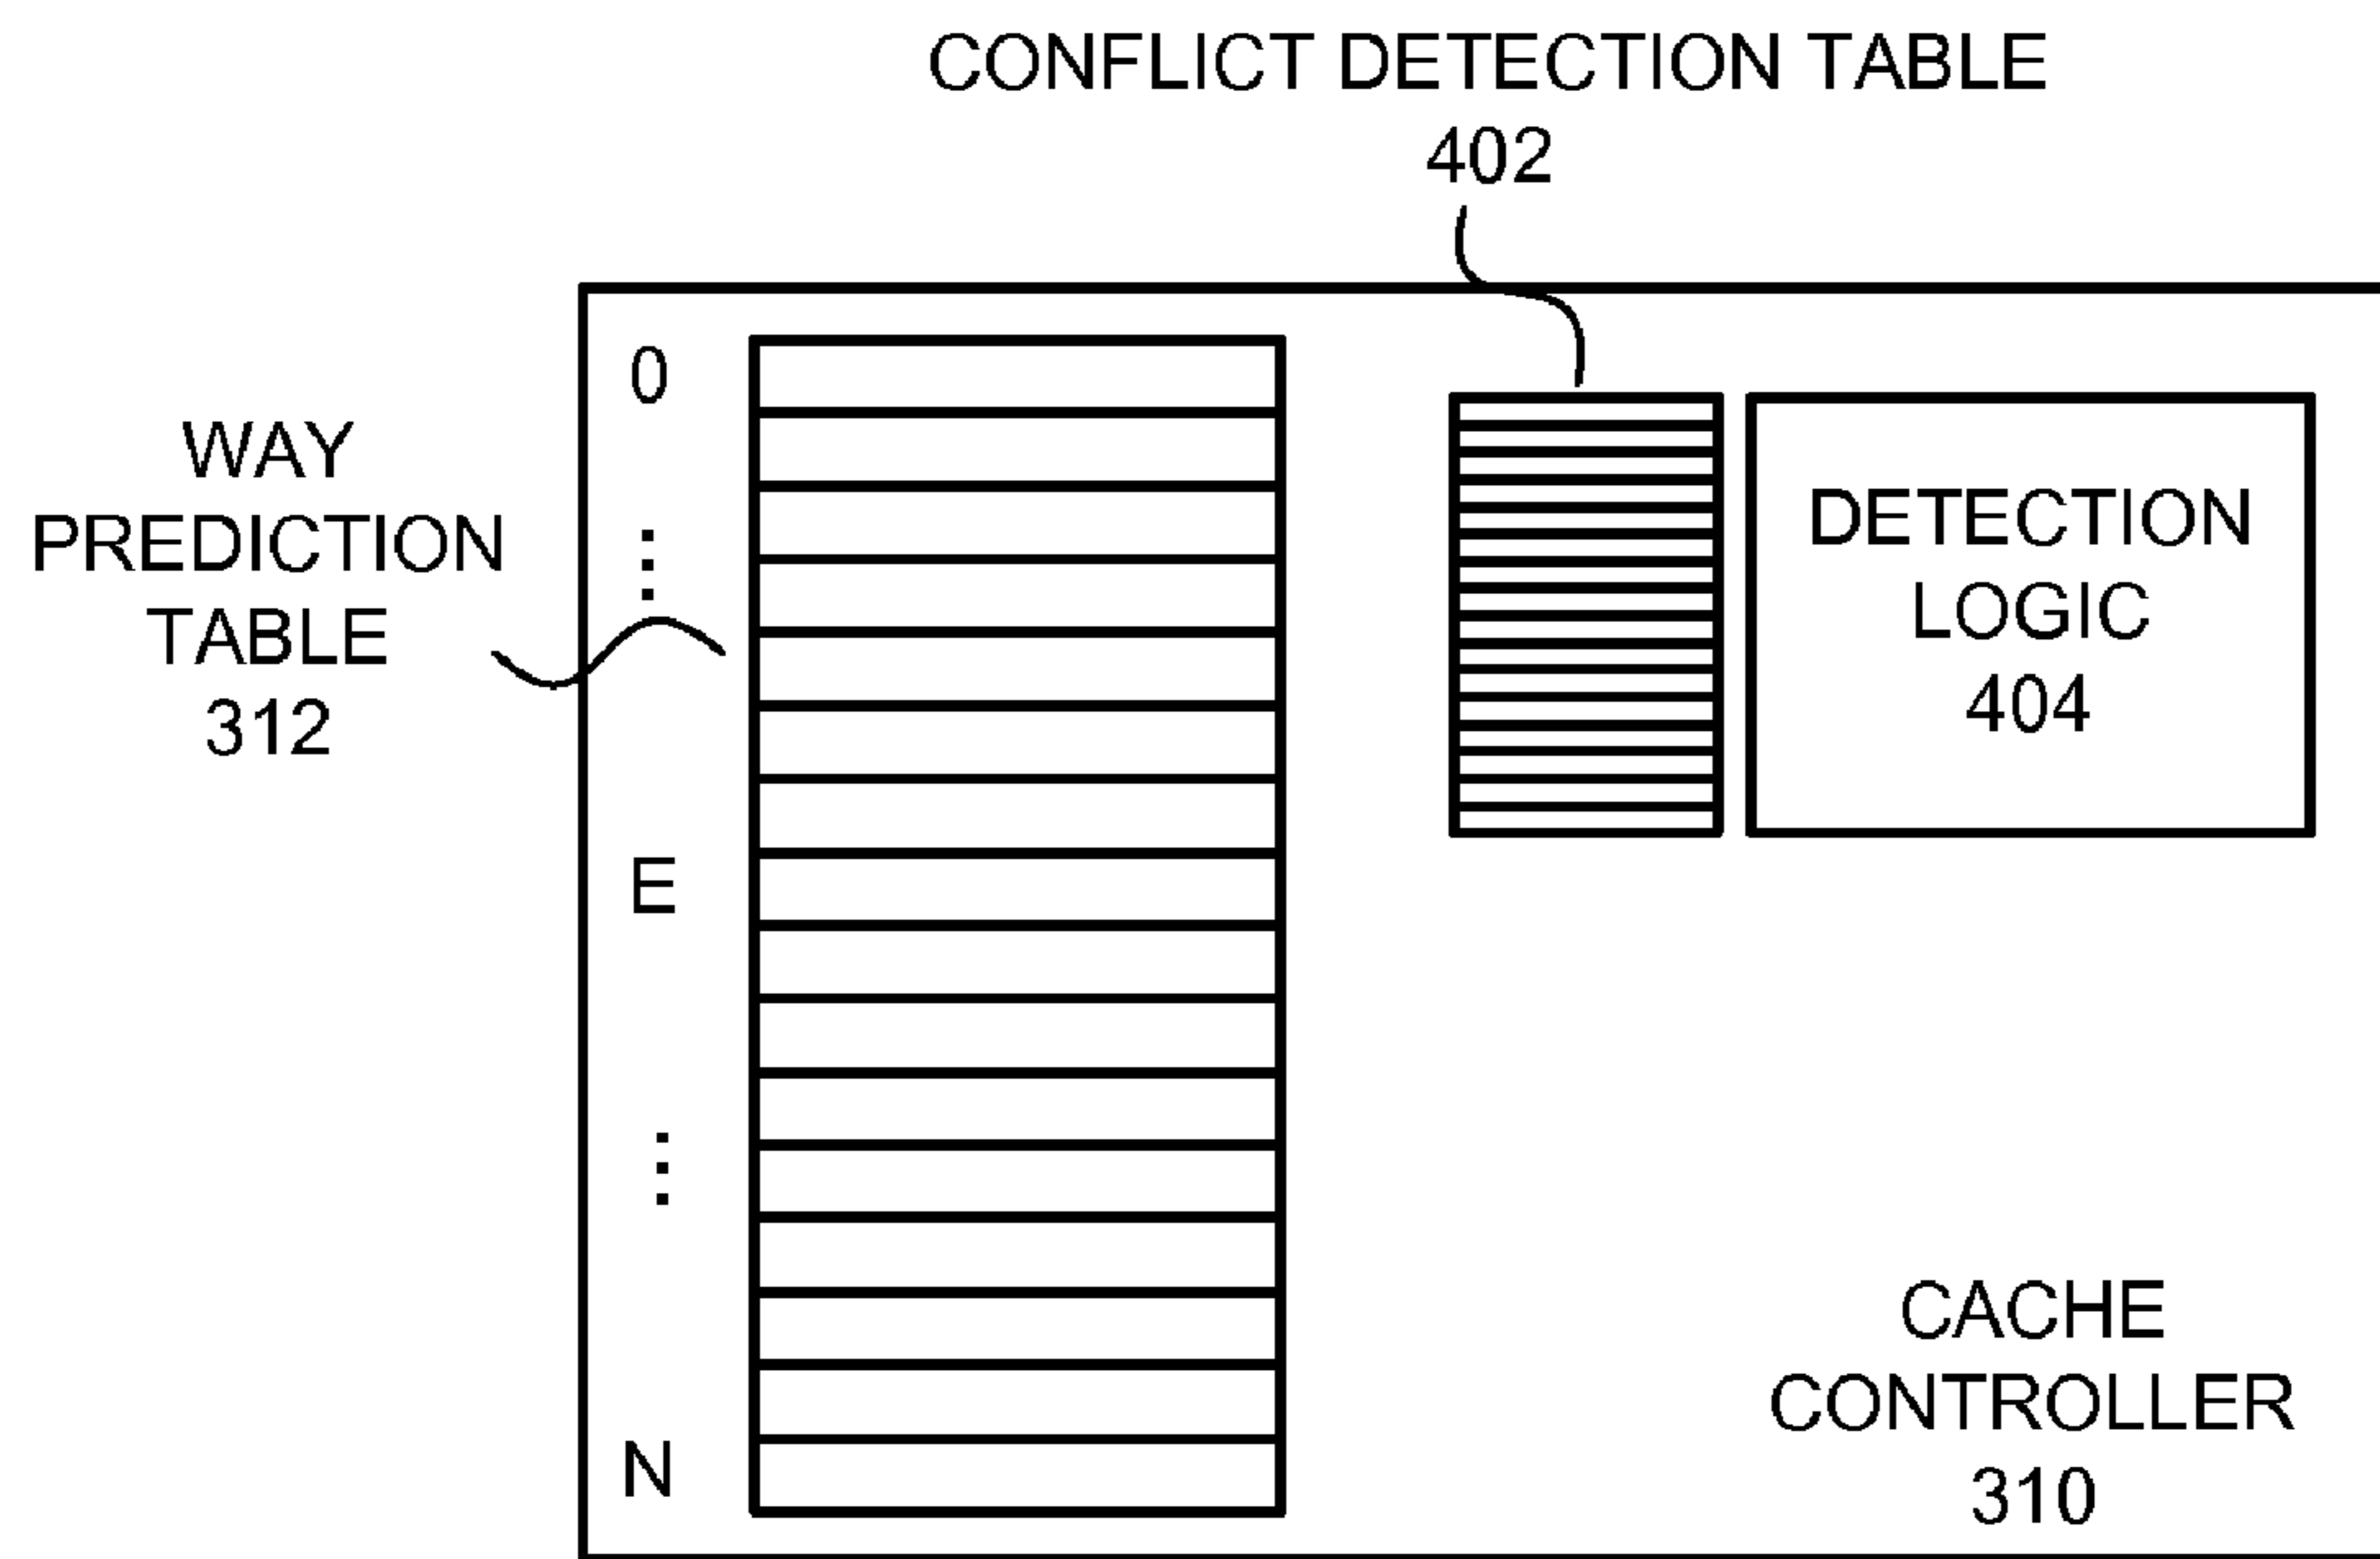 CONFLICT DETECTION TABLE
402
0
WAY
PREDICTION
TABLE
312
DETECTION
LOGIC
404
E
N
CACHE
CONTROLLER
310